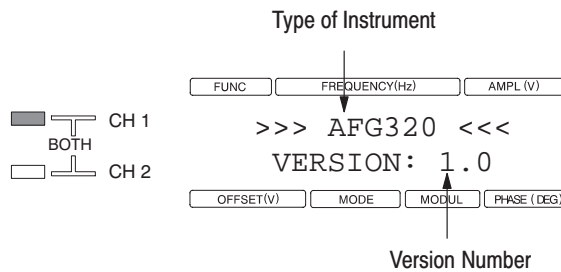 Type of Instrument
FUNC FREQUENCY(Hz) AMPL (V)
CH 1
>>> AFG320 <<<
BOTH
VERSION: 1.0
CH 2
OFFSET(V) MODE MODUL PHASE (DEG)
Version Number